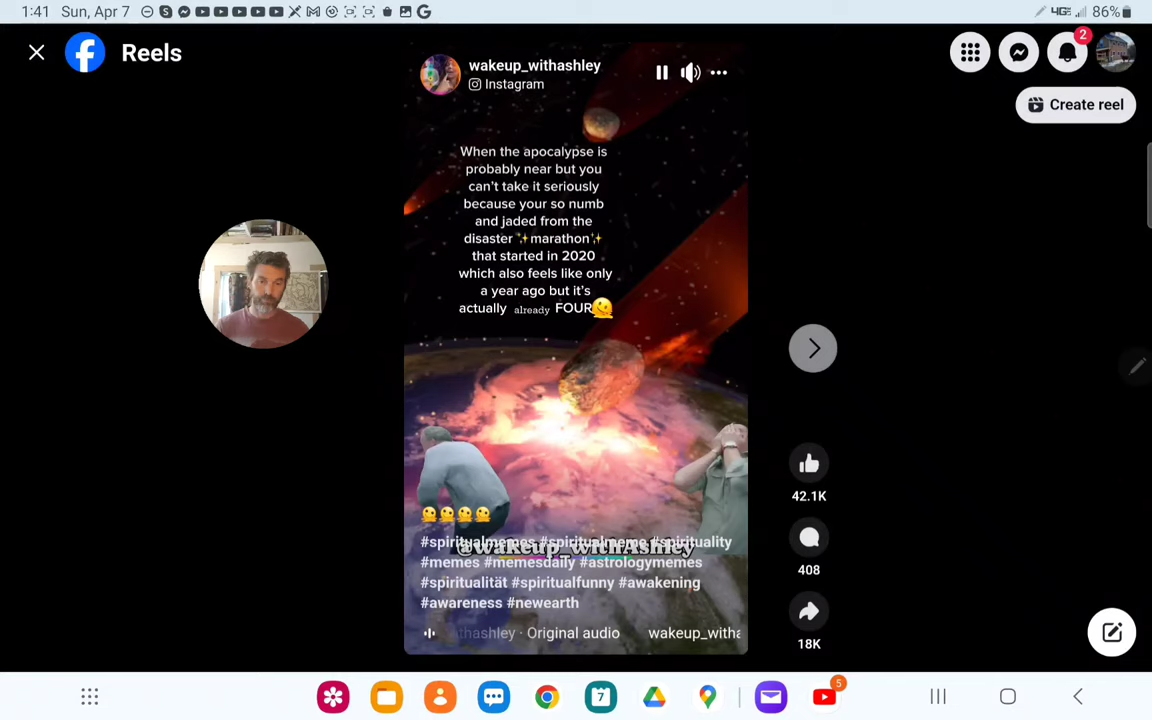 1:41 Sun, Apr 7
86%
Reels
2
Create reel
wakeup_withashley
Instagram
When the apocalypse is
probably near but you
can't take it seriously
because your so numb
and jaded from the
disaster ✨marathon✨
that started in 2020
which also feels like only
a year ago but it's
actually already FOUR🫠
🫠🫠🫠🫠
#spiritualmemes #spiritualmeme #spirituality
@wakeup_withAshley
#memes #memesdaily #astrologymemes
#spiritualität #spiritualfunny #awakening
#awareness #newearth
thashley · Original audio wakeup_witha
42.1K
408
18K
7
5